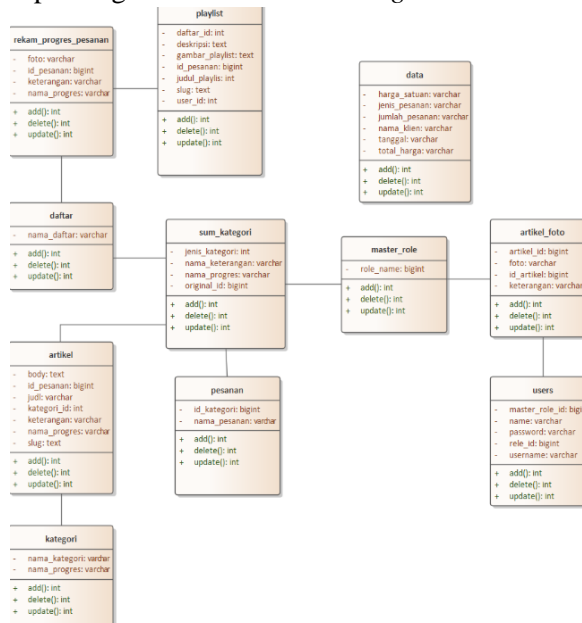 playlist
- daftar_id: int
- deskripsi: text
- gambar_playlist: text
- id_pesanan: bigint
- judul_playlis: int
- slug: text
- user_id: int
+ add(): int
+ delete(): int
+ update(): int
rekam_progres_pesanan
- foto: varchar
- id_pesanan: bigint
- keterangan: varchar
- nama_progres: varchar
+ add(): int
+ delete(): int
+ update(): int
data
- harga_satuan: varchar
- jenis_pesanan: varchar
- jumlah_pesanan: varchar
- nama_klien: varchar
- tanggal: varchar
- total_harga: varchar
+ add(): int
+ delete(): int
+ update(): int
daftar
- nama_daftar: varchar
+ add(): int
+ delete(): int
+ update(): int
sum_kategori
- jenis_kategori: int
- nama_keterangan: varchar
- nama_progres: varchar
- original_id: bigint
+ add(): int
+ delete(): int
+ update(): int
master_role
- role_name: bigint
+ add(): int
+ delete(): int
+ update(): int
artikel_foto
- artikel_id: bigint
- foto: varchar
- id_artikel: bigint
- keterangan: varchar
+ add(): int
+ delete(): int
+ update(): int
artikel
- body: text
- id_pesanan: bigint
- judl: varchar
- kategori_id: int
- keterangan: varchar
- nama_progres: varchar
- slug: text
+ add(): int
+ delete(): int
+ update(): int
pesanan
- id_kategori: bigint
- nama_pesanan: varchar
+ add(): int
+ delete(): int
+ update(): int
users
- master_role_id: bigi
- name: varchar
- password: varchar
- rele_id: bigint
- username: varchar
+ add(): int
+ delete(): int
+ update(): int
kategori
- nama_kategori: varchar
- nama_progres: varchar
+ add(): int
+ delete(): int
+ update(): int